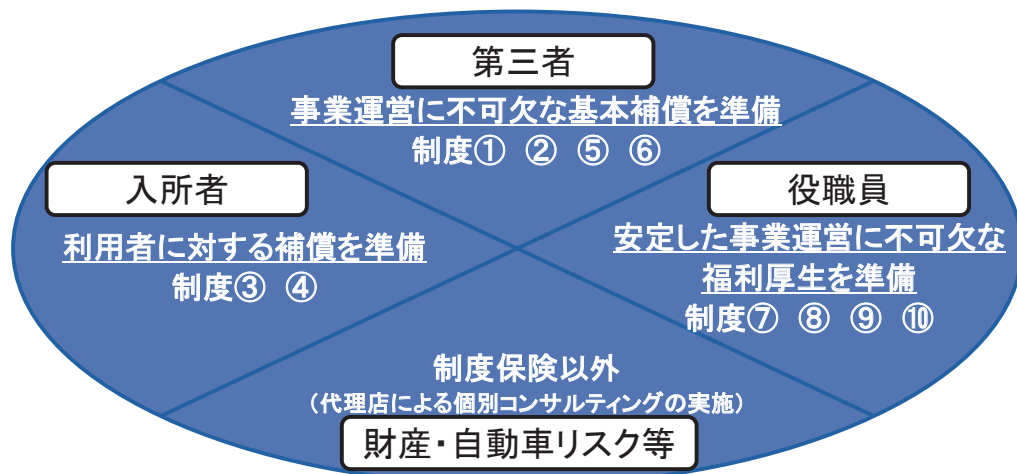 第三者
事業運営に不可欠な基本補償を準備
制度① ② ⑤ ⑥
入所者
利用者に対する補償を準備
制度③ ④
役職員
安定した事業運営に不可欠な
福利厚生を準備
制度⑦ ⑧ ⑨ ⑩
制度保険以外
（代理店による個別コンサルティングの実施）
財産・自動車リスク等